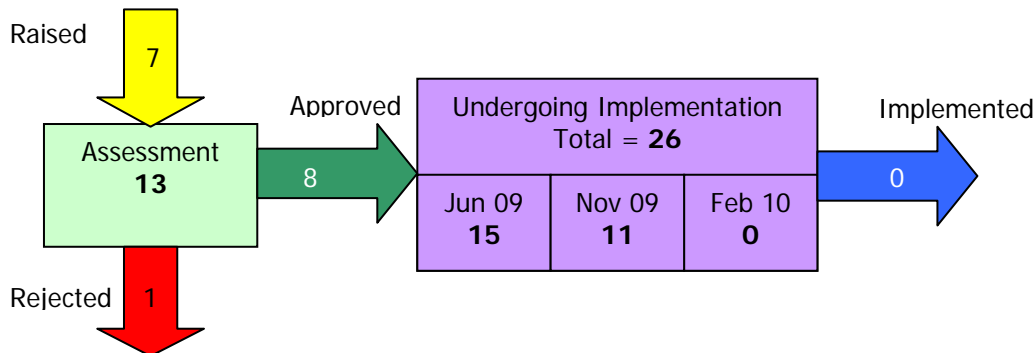 Raised
7
Assessment
13
Approved
8
Undergoing Implementation
Total = 26
Jun 09
15
Nov 09
11
Feb 10
0
Implemented
0
Rejected
1